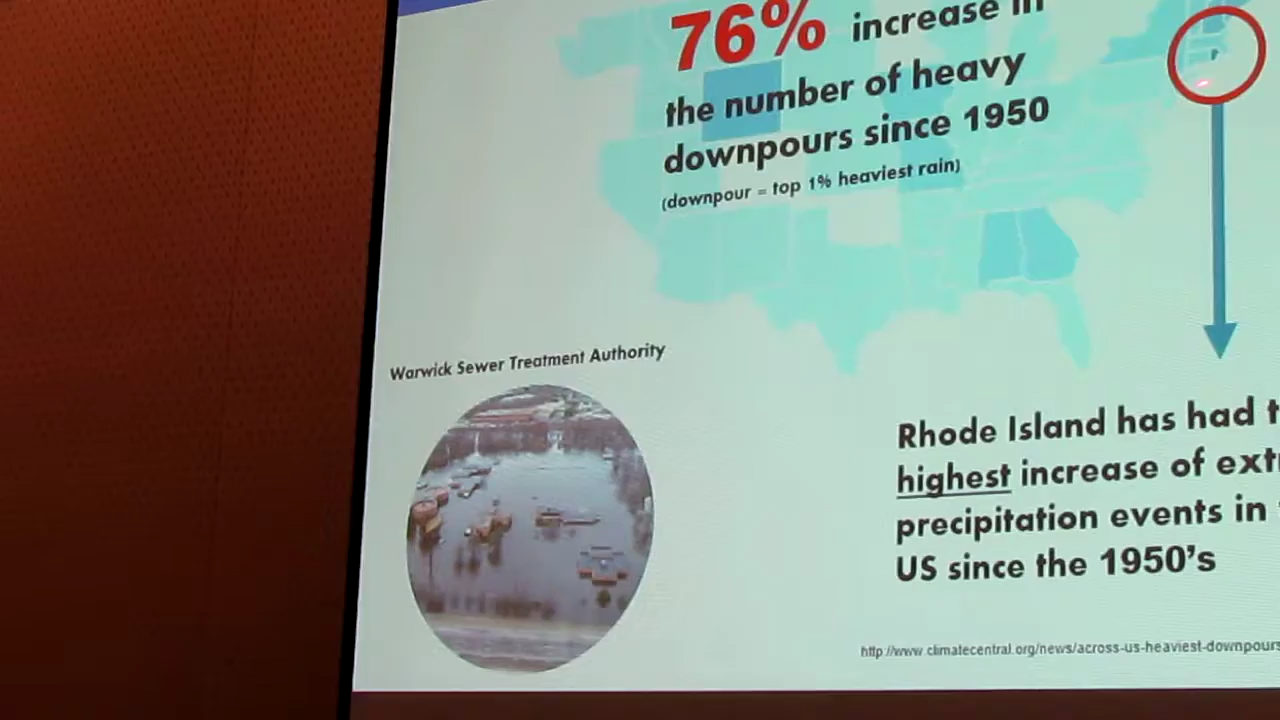 76% increase in
the number of heavy
downpours since 1950
(downpour = top 1% heaviest rain)
Warwick Sewer Treatment Authority
Rhode Island has had
highest increase of
precipitation events in
US since the 1950's
http://www.climatecentral.org/news/across-us-heaviest-downpours